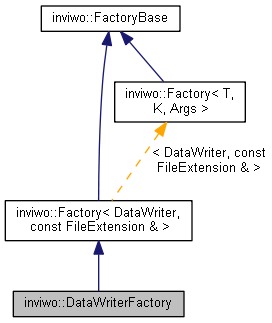 inviwo::FactoryBase
inviwo::Factory< T,
K, Args >
< DataWriter, const
FileExtension & >
inviwo::Factory< DataWriter,
const FileExtension & >
inviwo::DataWriterFactory